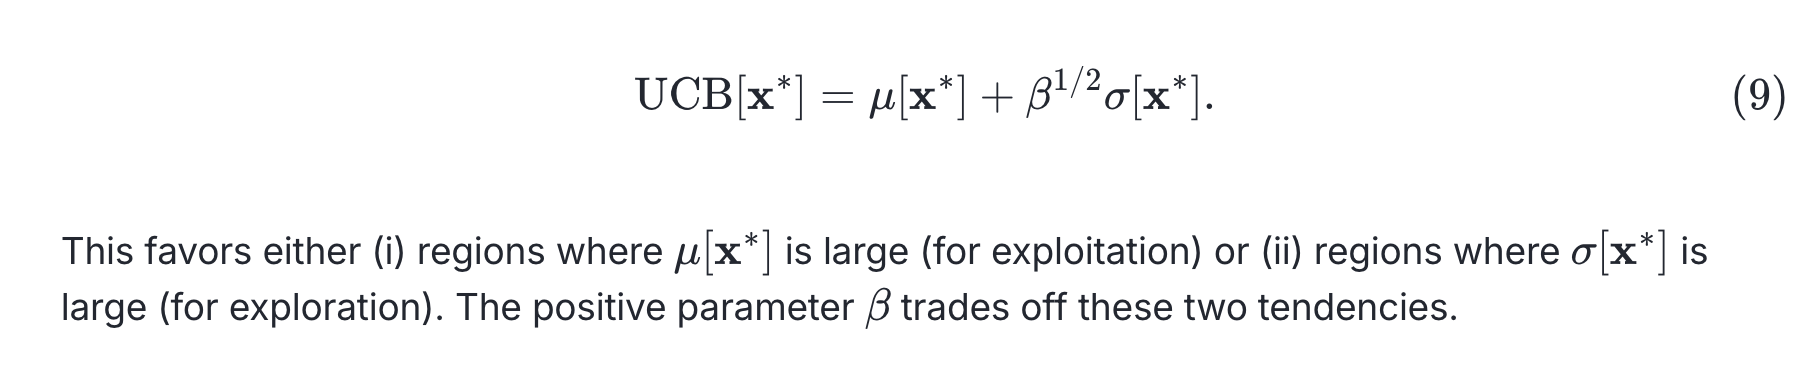 UCB[x*] = μ[x*] + β^{1/2}σ[x*]. (9)
This favors either (i) regions where μ[x*] is large (for exploitation) or (ii) regions where σ[x*] is
large (for exploration). The positive parameter β trades off these two tendencies.